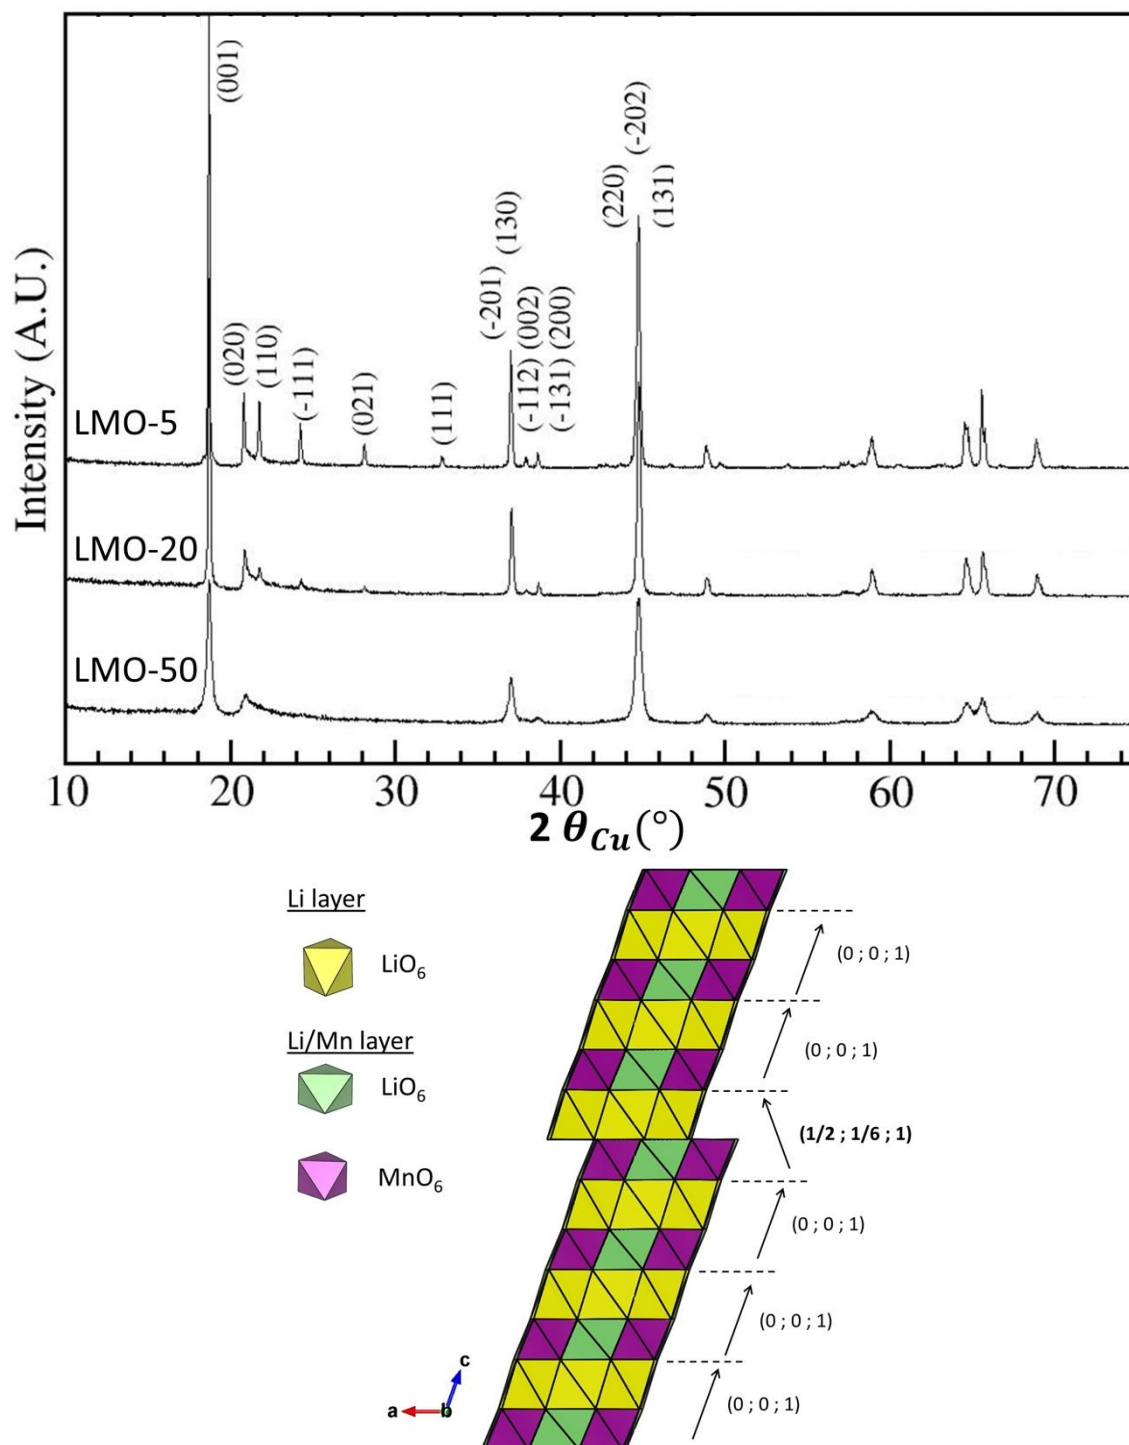 (001)
(-202)
(220) (131)
(130)
(-201)
(002) (200)
(020) (110) (-111) (021) (111) (-112) (-131)
Intensity (A.U.)
LMO-5
LMO-20
LMO-50
10 20 30 40 50 60 70
2 θCu(°)
Li layer
LiO6
Li/Mn layer
LiO6
MnO6
(0 ; 0 ; 1)
(0 ; 0 ; 1)
(1/2 ; 1/6 ; 1)
(0 ; 0 ; 1)
(0 ; 0 ; 1)
(0 ; 0 ; 1)
c
a b